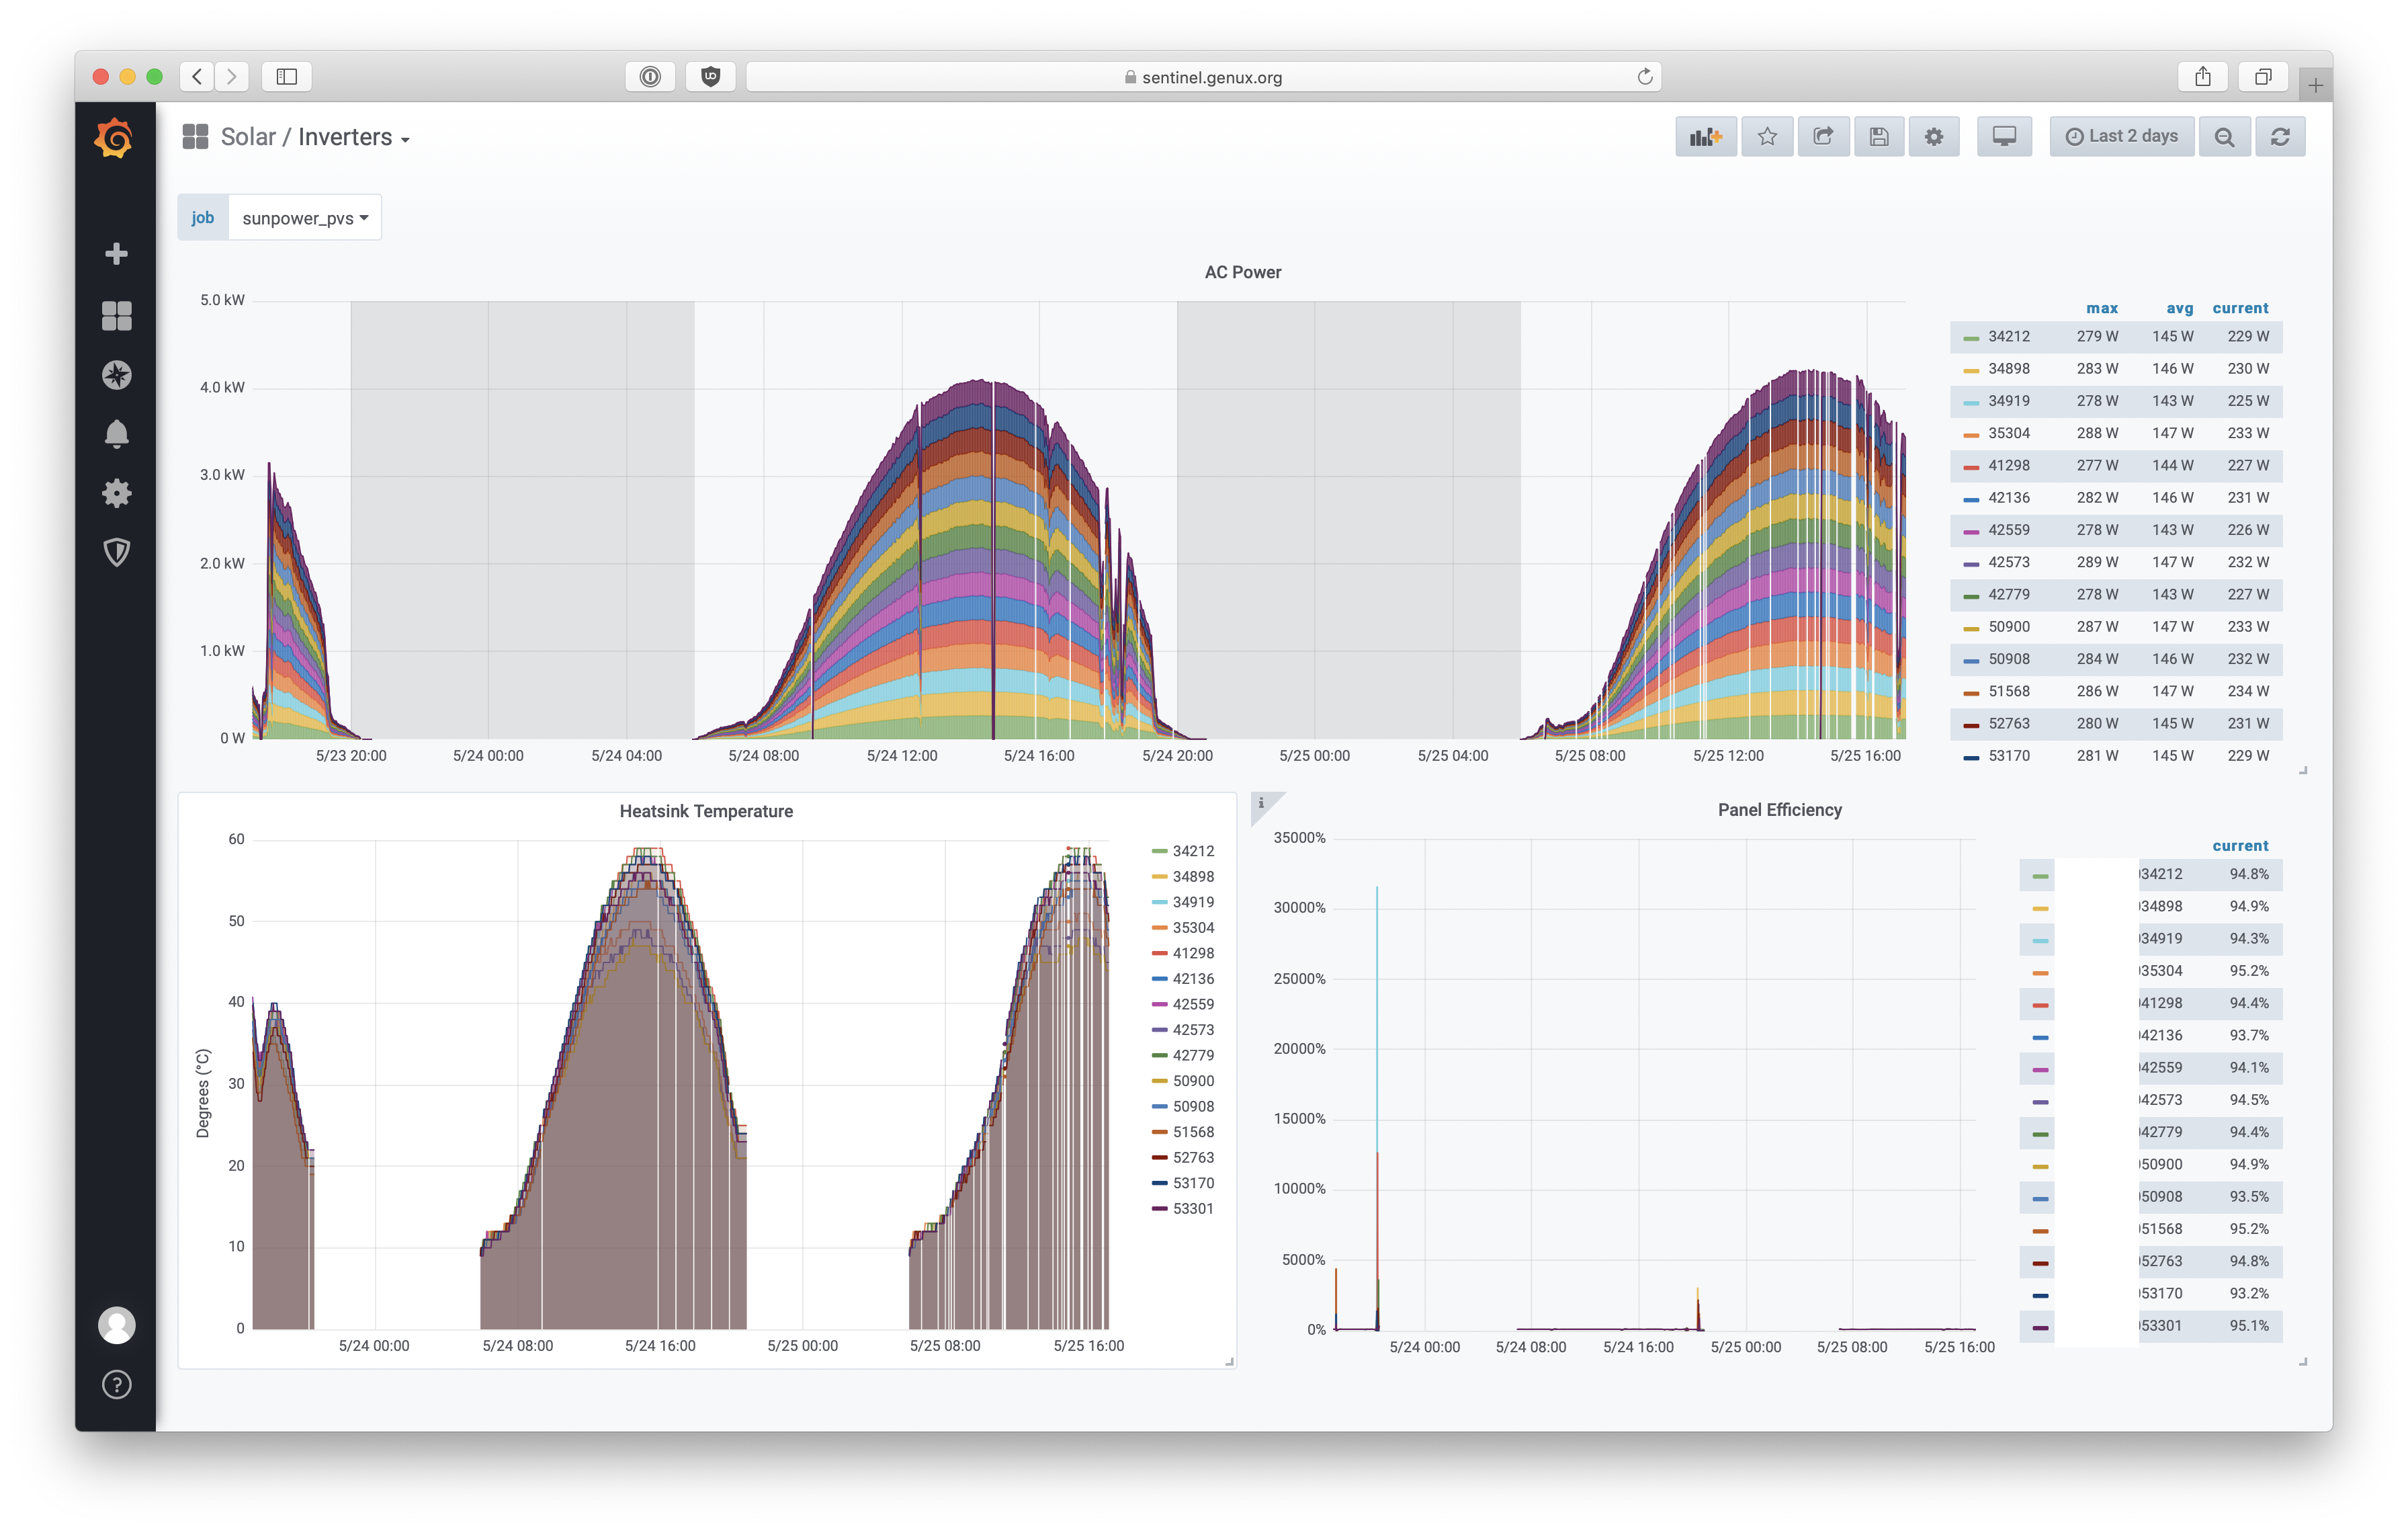 sentinel.genux.org
Solar / Inverters
Last 2 days
job sunpower_pvs
AC Power
5.0 kW
4.0 kW
3.0 kW
2.0 kW
1.0 kW
0 W
5/23 20:00 5/24 00:00 5/24 04:00 5/24 08:00 5/24 12:00 5/24 16:00 5/24 20:00 5/25 00:00 5/25 04:00 5/25 08:00 5/25 12:00 5/25 16:00
max avg current
34212 279 W 145 W 229 W
34898 283 W 146 W 230 W
34919 278 W 143 W 225 W
35304 288 W 147 W 233 W
41298 277 W 144 W 227 W
42136 282 W 146 W 231 W
42559 278 W 143 W 226 W
42573 289 W 147 W 232 W
42779 278 W 143 W 227 W
50900 287 W 147 W 233 W
50908 284 W 146 W 232 W
51568 286 W 147 W 234 W
52763 280 W 145 W 231 W
53170 281 W 145 W 229 W
Heatsink Temperature
Degrees (°C)
60
50
40
30
20
10
0
5/24 00:00 5/24 08:00 5/24 16:00 5/25 00:00 5/25 08:00 5/25 16:00
34212
34898
34919
35304
41298
42136
42559
42573
42779
50900
50908
51568
52763
53170
53301
i
Panel Efficiency
35000%
30000%
25000%
20000%
15000%
10000%
5000%
0%
5/24 00:00 5/24 08:00 5/24 16:00 5/25 00:00 5/25 08:00 5/25 16:00
current
34212 94.8%
34898 94.9%
34919 94.3%
35304 95.2%
41298 94.4%
42136 93.7%
42559 94.1%
42573 94.5%
42779 94.4%
50900 94.9%
50908 93.5%
51568 95.2%
52763 94.8%
53170 93.2%
53301 95.1%